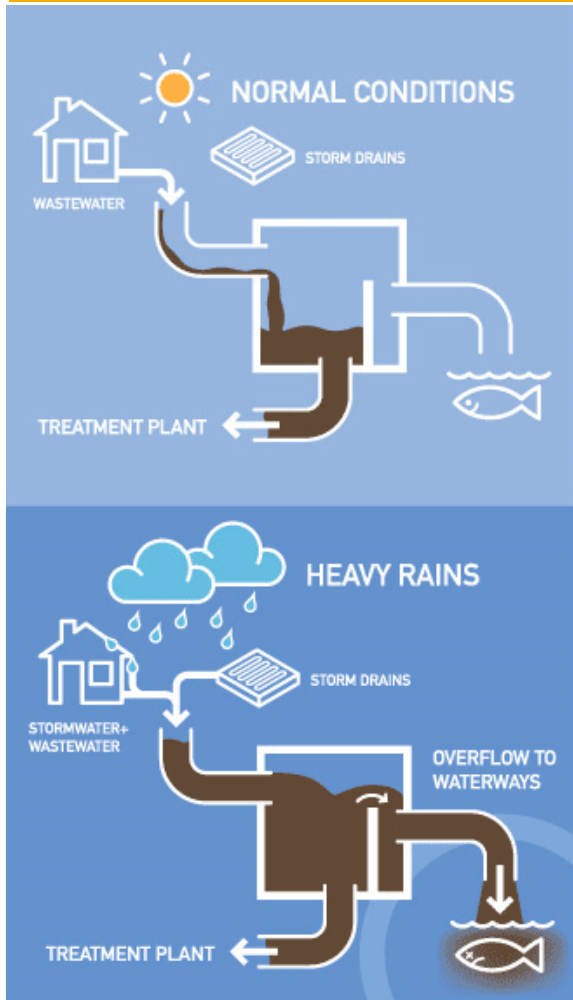 NORMAL CONDITIONS
STORM DRAINS
WASTEWATER
TREATMENT PLANT
HEAVY RAINS
STORM DRAINS
STORMWATER+
WASTEWATER
OVERFLOW TO
WATERWAYS
TREATMENT PLANT